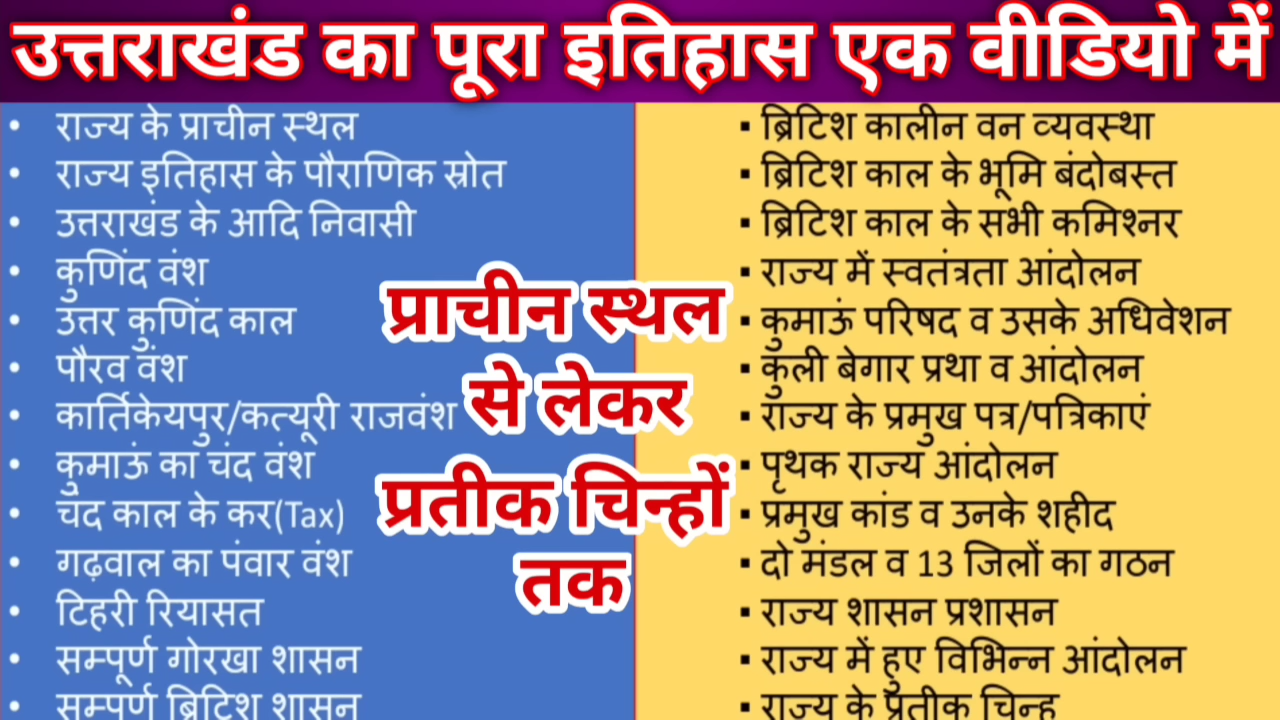 उत्तराखंड का पूरा इतिहास एक वीडियो में
• राज्य के प्राचीन स्थल
• राज्य इतिहास के पौराणिक स्रोत
• उत्तराखंड के आदि निवासी
• कुणिंद वंश
• उत्तर कुणिंद काल
• पौरव वंश
• कार्तिकेयपुर/कत्यूरी राजवंश
• कुमाऊं का चंद वंश
• चंद काल के कर(Tax)
• गढ़वाल का पंवार वंश
• टिहरी रियासत
• सम्पूर्ण गोरखा शासन
• सम्पूर्ण ब्रिटिश शासन
प्राचीन स्थल
से लेकर
प्रतीक चिन्हों
तक
▪ ब्रिटिश कालीन वन व्यवस्था
▪ ब्रिटिश काल के भूमि बंदोबस्त
▪ ब्रिटिश काल के सभी कमिश्नर
▪ राज्य में स्वतंत्रता आंदोलन
▪ कुमाऊं परिषद व उसके अधिवेशन
▪ कुली बेगार प्रथा व आंदोलन
▪ राज्य के प्रमुख पत्र/पत्रिकाएं
▪ पृथक राज्य आंदोलन
▪ प्रमुख कांड व उनके शहीद
▪ दो मंडल व 13 जिलों का गठन
▪ राज्य शासन प्रशासन
▪ राज्य में हुए विभिन्न आंदोलन
▪ राज्य के प्रतीक चिन्ह